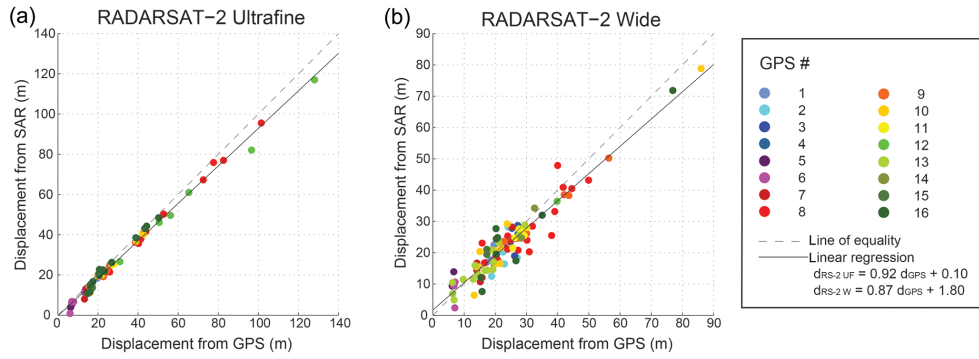 (a) RADARSAT−2 Ultrafine
140
120
100
80
60
40
20
0
0 20 40 60 80 100 120 140
Displacement from SAR (m)
Displacement from GPS (m)
(b) RADARSAT−2 Wide
90
80
70
60
50
40
30
20
10
0
0 10 20 30 40 50 60 70 80 90
Displacement from SAR (m)
Displacement from GPS (m)
GPS #
1 9
2 10
3 11
4 12
5 13
6 14
7 15
8 16
Line of equality
Linear regression
dRS-2 UF = 0.92 dGPS + 0.10
dRS-2 W = 0.87 dGPS + 1.80